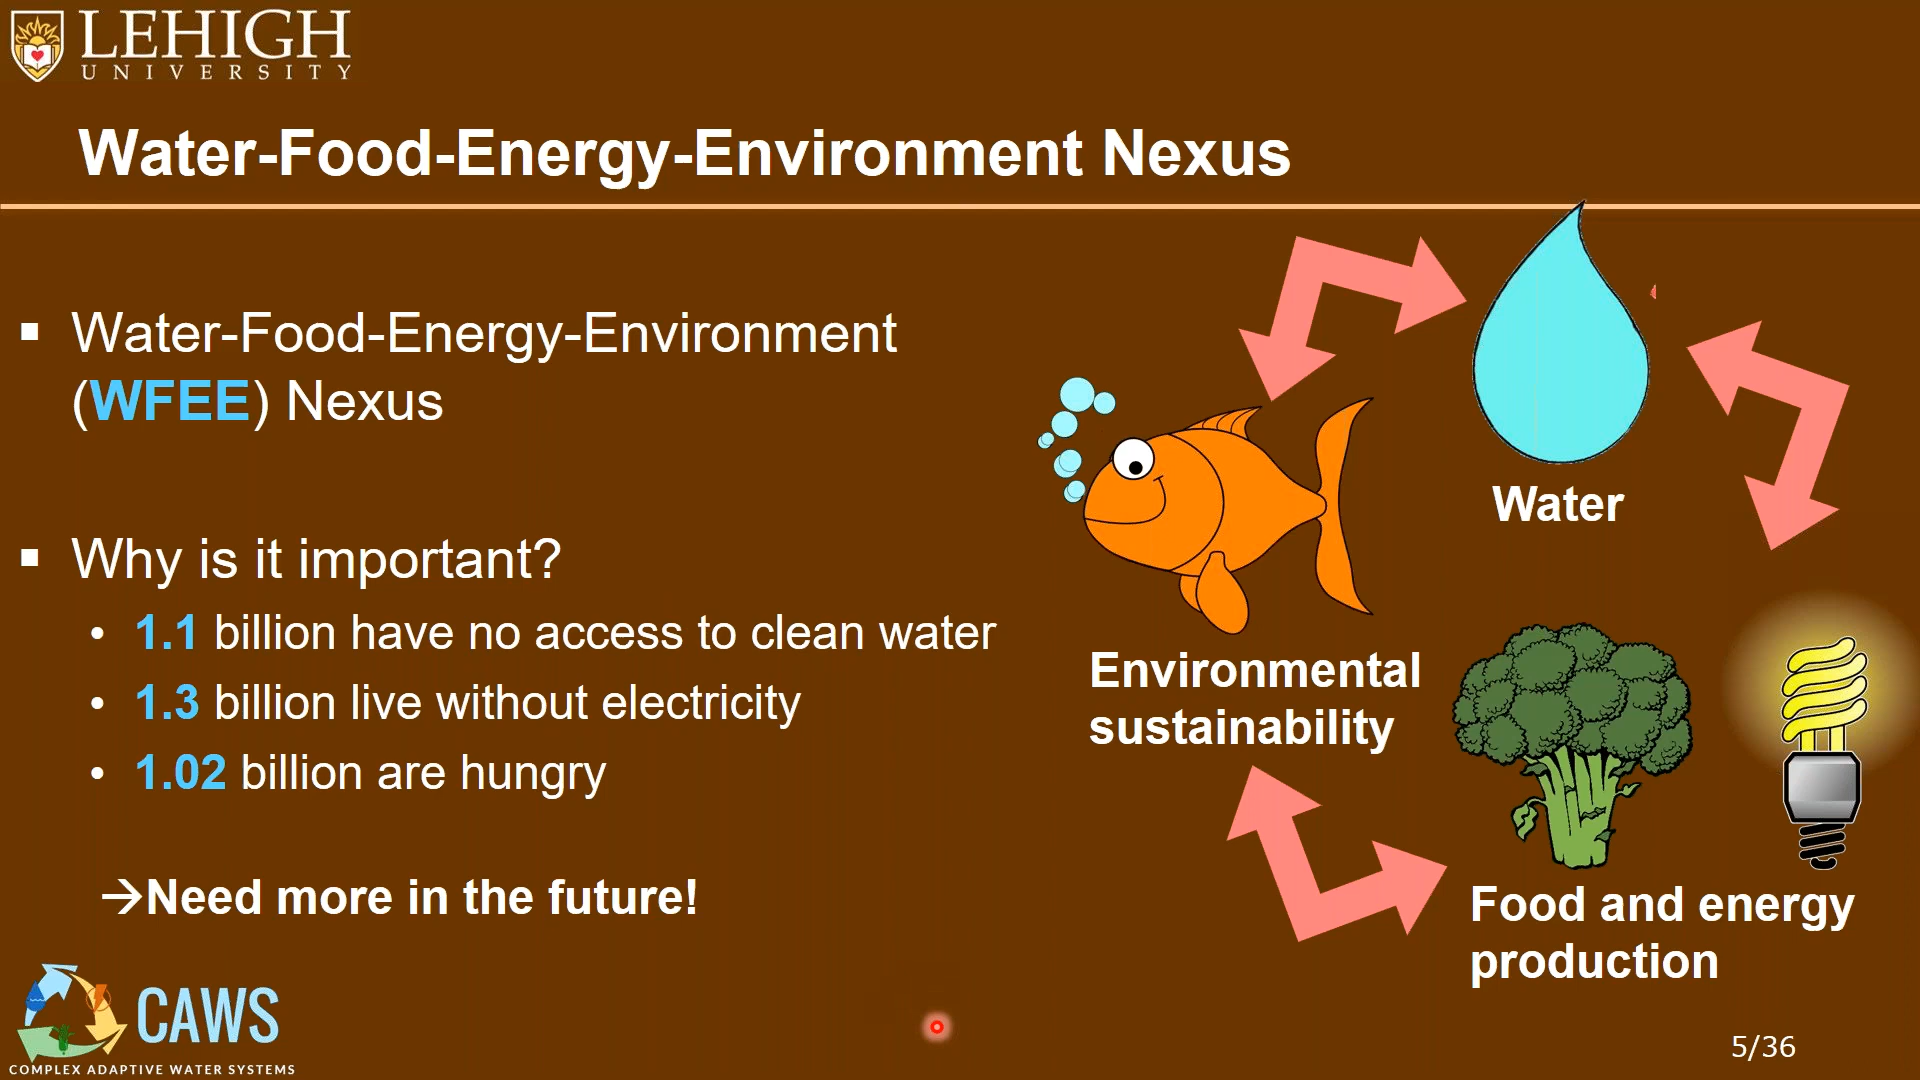 LEHIGH
UNIVERSITY
Water-Food-Energy-Environment Nexus
▪ Water-Food-Energy-Environment
(WFEE) Nexus
▪ Why is it important?
• 1.1 billion have no access to clean water
• 1.3 billion live without electricity
• 1.02 billion are hungry
→Need more in the future!
Water
Environmental
sustainability
Food and energy
production
CAWS
COMPLEX ADAPTIVE WATER SYSTEMS
5/36